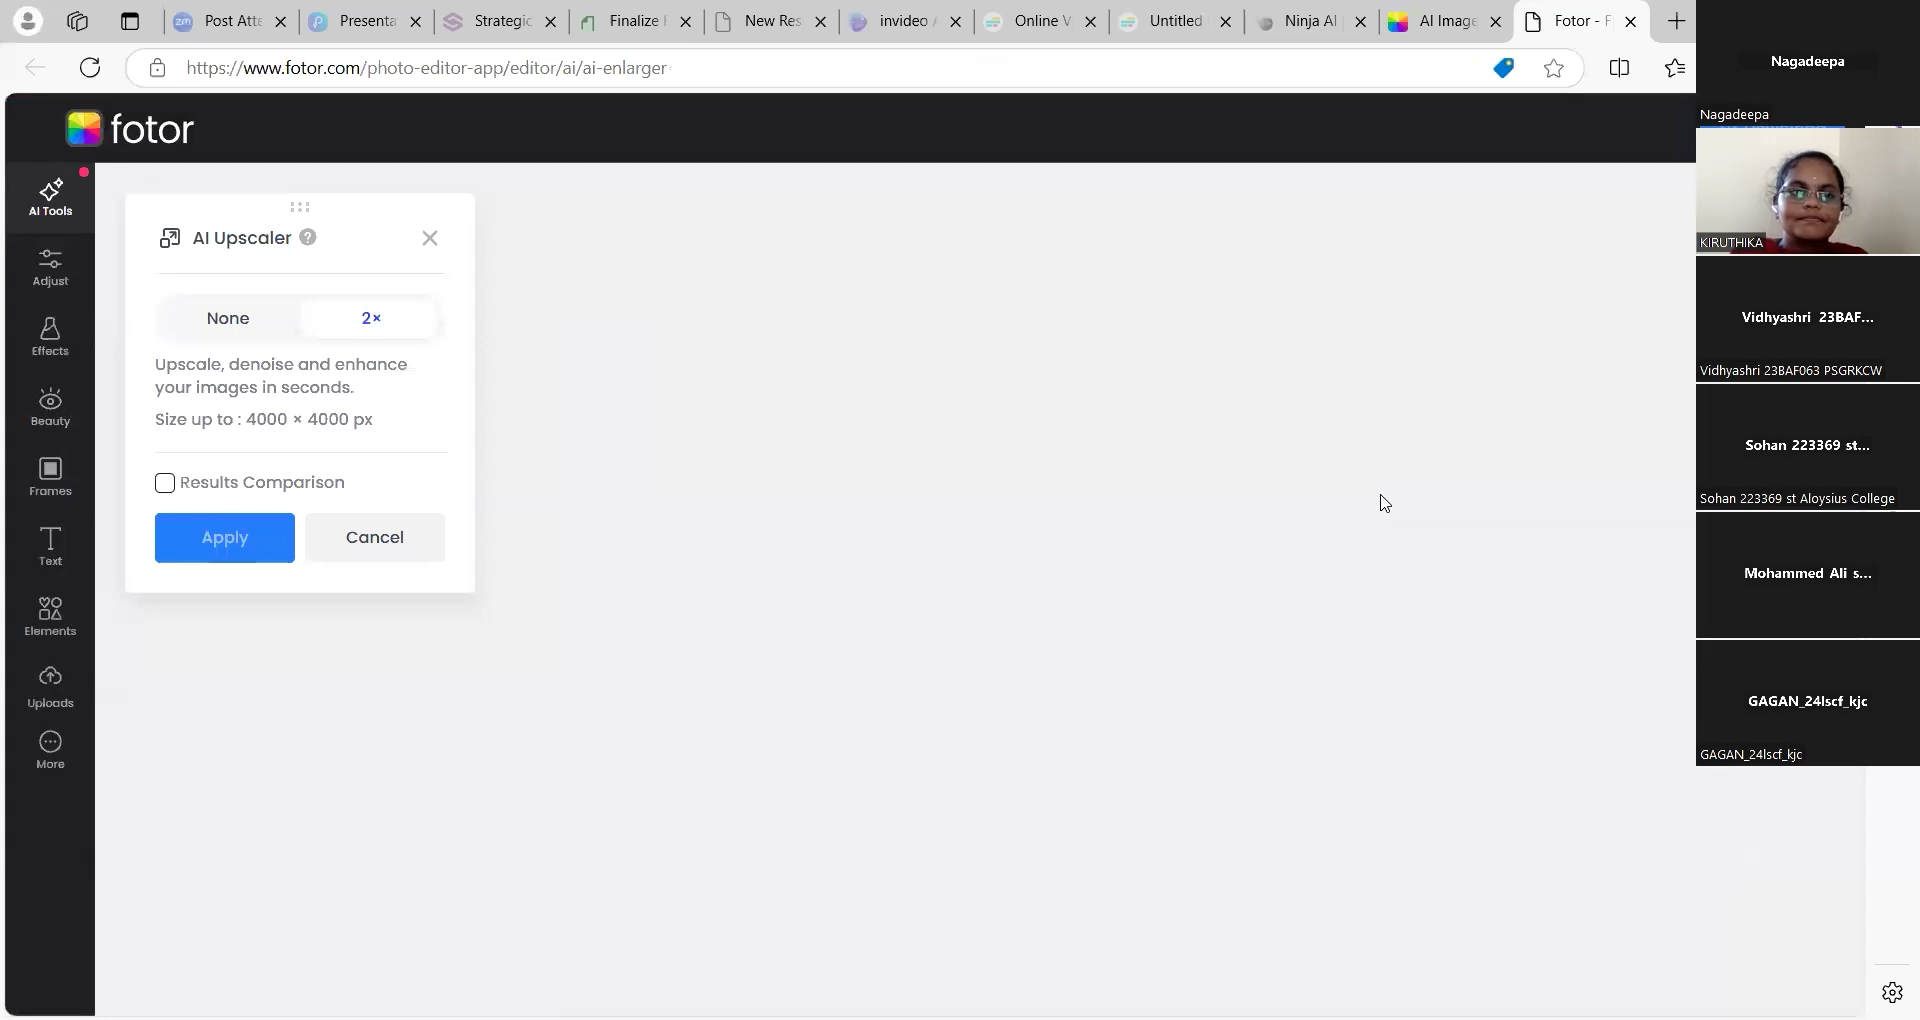 Post Atte
Presenta
Strategic
Finalize F
New Res
invideo A
Online V
Untitled
Ninja AI
AI Image
Fotor - F
https://www.fotor.com/photo-editor-app/editor/ai/ai-enlarger
fotor
AI Tools
Adjust
Effects
Beauty
Frames
Text
Elements
Uploads
More
AI Upscaler
None
2×
Upscale, denoise and enhance
your images in seconds.
Size up to : 4000 × 4000 px
Results Comparison
Apply
Cancel
Nagadeepa
Nagadeepa
KIRUTHIKA
Vidhyashri 23BAF...
Vidhyashri 23BAF063 PSGRKCW
Sohan 223369 st...
Sohan 223369 st Aloysius College
Mohammed Ali s...
GAGAN_24lscf_kjc
GAGAN_24lscf_kjc